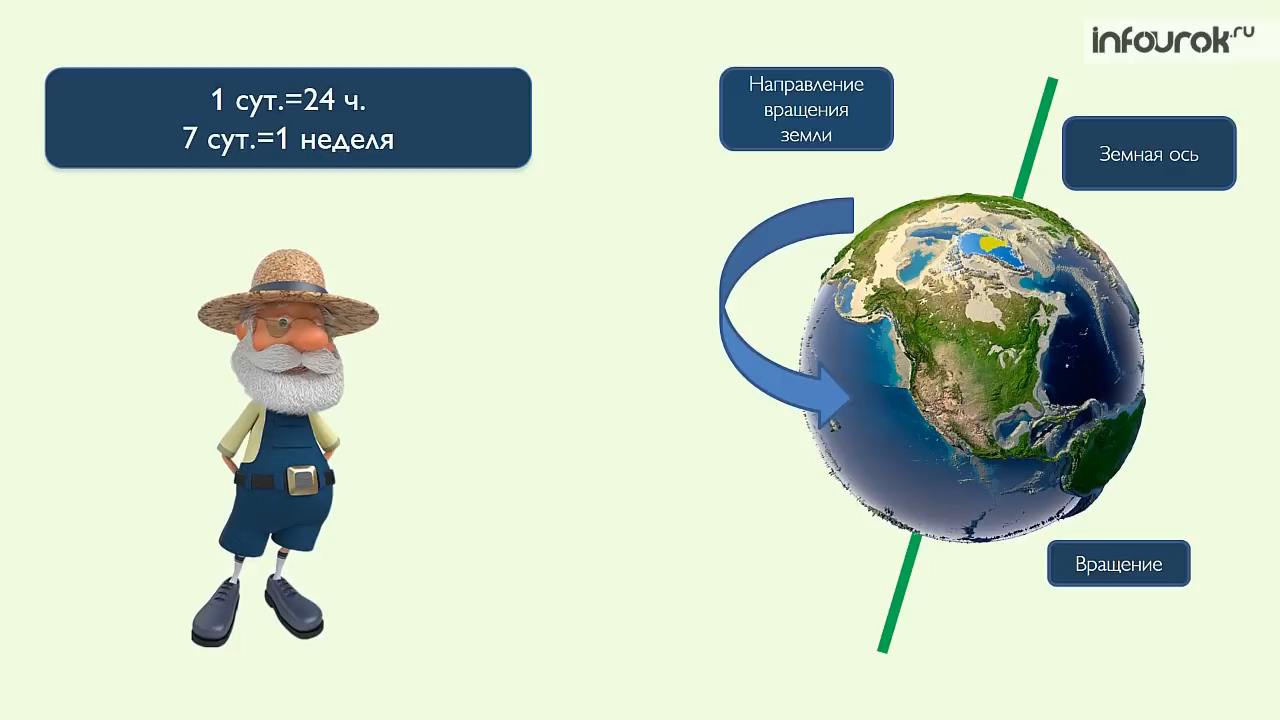 infourok.ru
1 сут.=24 ч.
7 сут.=1 неделя
Направление
вращения
земли
Земная ось
Вращение